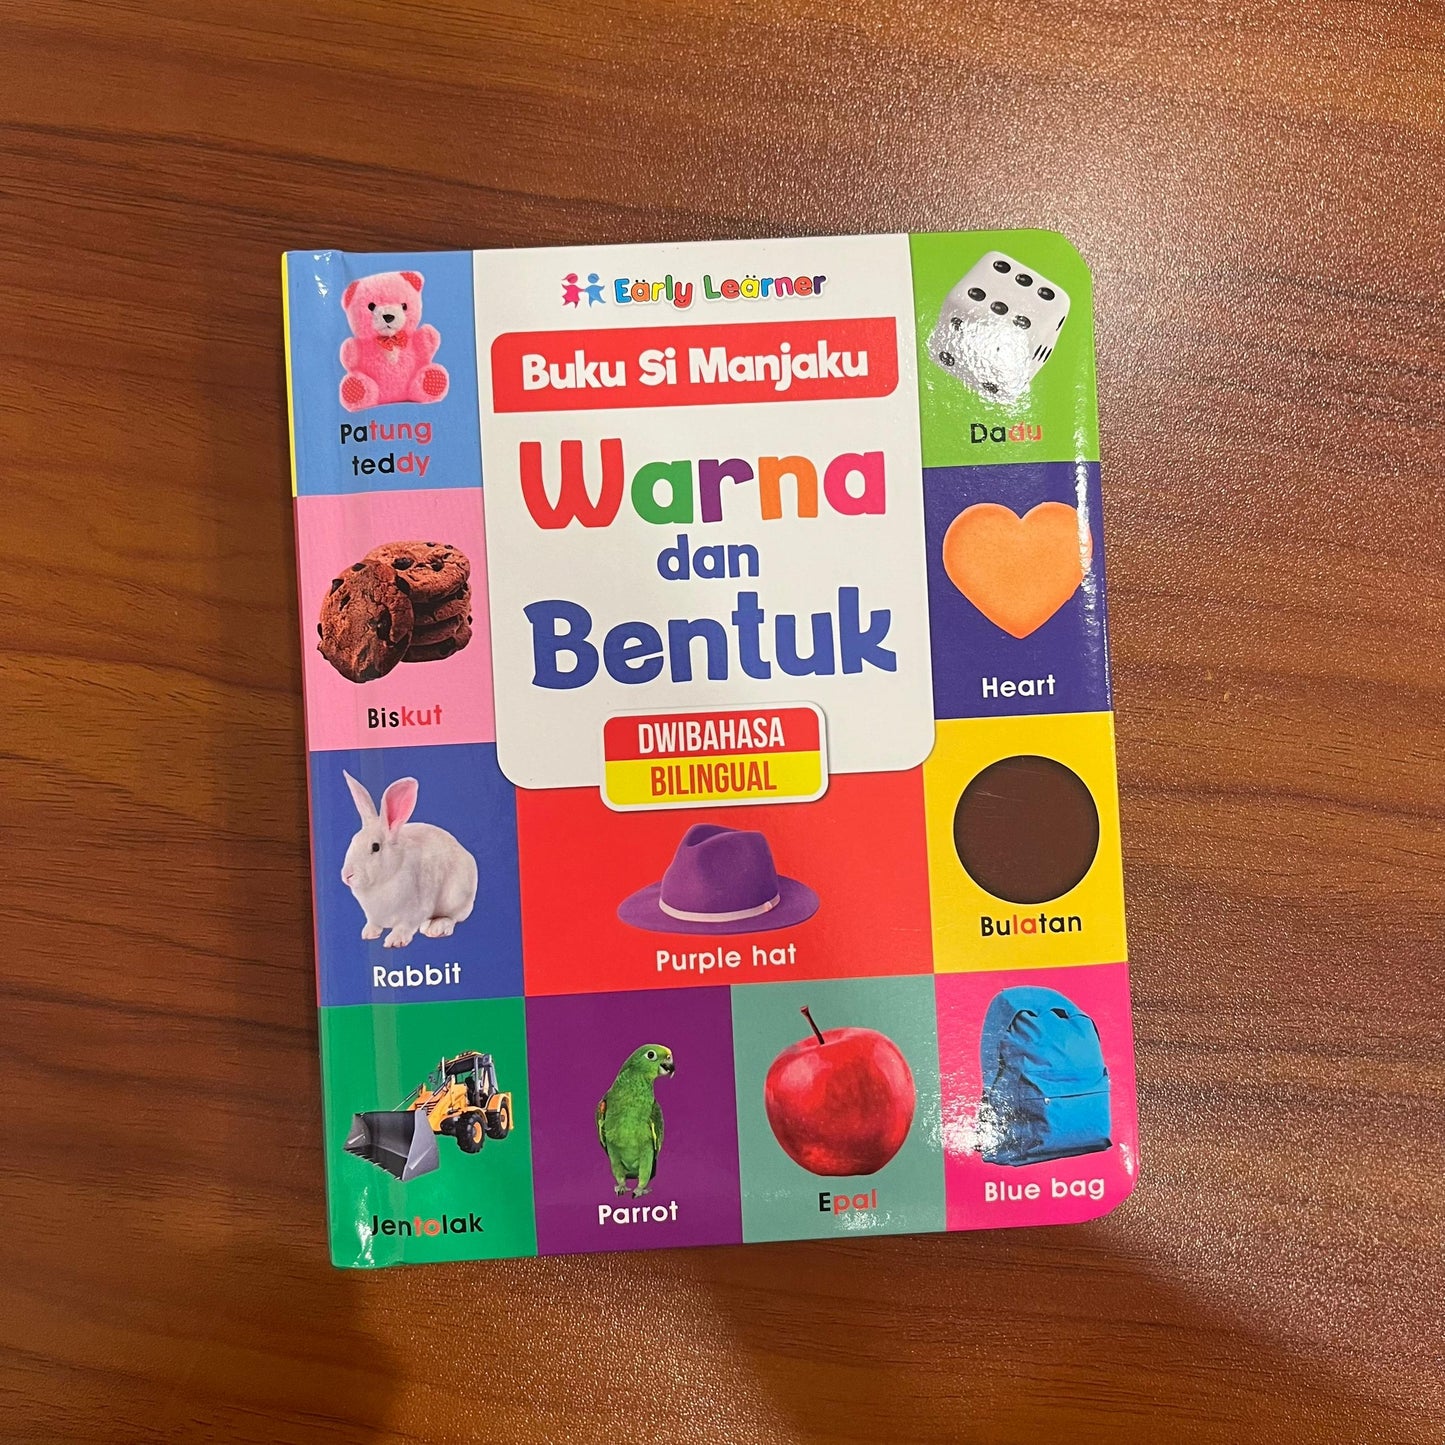 Early Learner
Buku Si Manjaku
Warna
dan
Bentuk
DWIBAHASA
BILINGUAL
Patung
teddy
Dadu
Biskut
Heart
Rabbit
Purple hat
Bulatan
Jentolak
Parrot
Epal
Blue bag